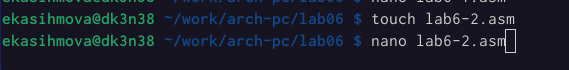 ekasihmova@dk3n38 ~/work/arch-pc/lab06 $ touch lab6-2.asm
ekasihmova@dk3n38 ~/work/arch-pc/lab06 $ nano lab6-2.asm